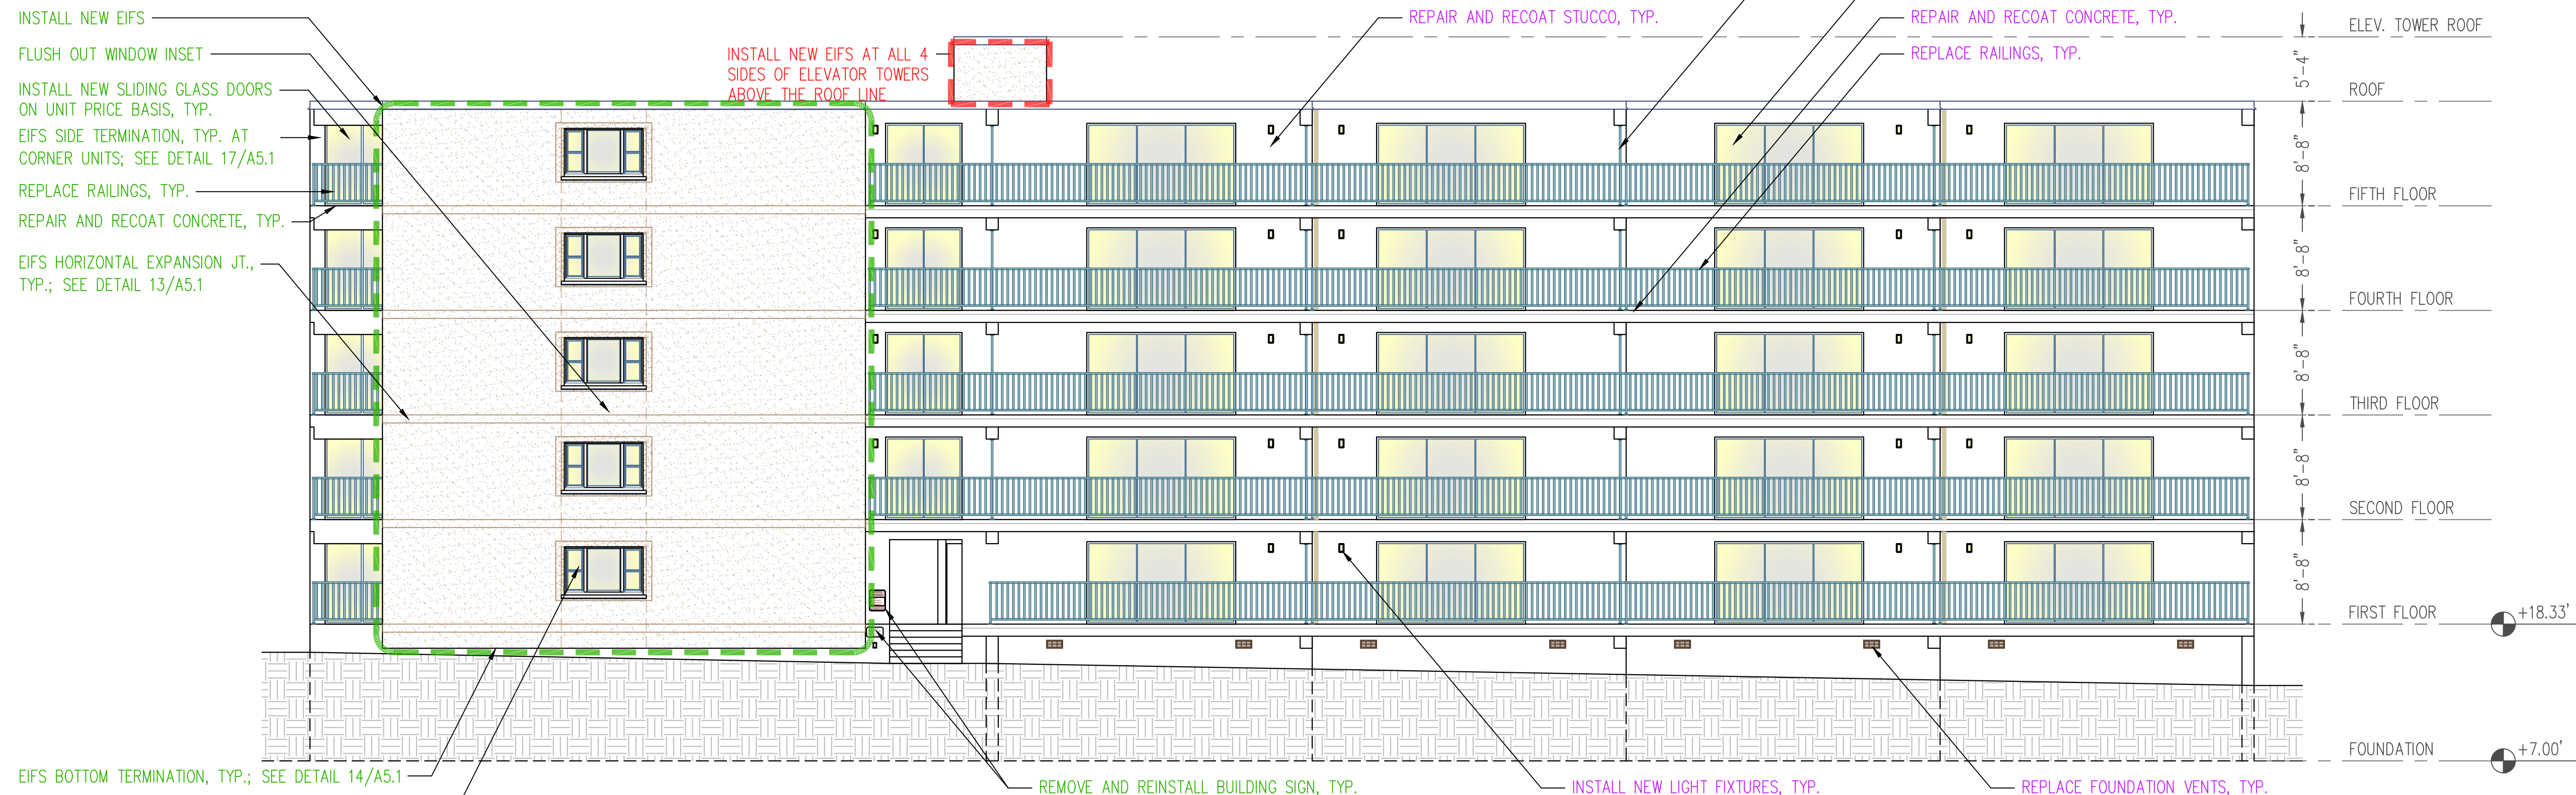 INSTALL NEW EIFS
FLUSH OUT WINDOW INSET
INSTALL NEW SLIDING GLASS DOORS
ON UNIT PRICE BASIS, TYP.
EIFS SIDE TERMINATION, TYP. AT
CORNER UNITS; SEE DETAIL 17/A5.1
REPLACE RAILINGS, TYP.
REPAIR AND RECOAT CONCRETE, TYP.
EIFS HORIZONTAL EXPANSION JT.,
TYP.; SEE DETAIL 13/A5.1
EIFS BOTTOM TERMINATION, TYP.; SEE DETAIL 14/A5.1
INSTALL NEW EIFS AT ALL 4
SIDES OF ELEVATOR TOWERS
ABOVE THE ROOF LINE
REPAIR AND RECOAT STUCCO, TYP.
REPAIR AND RECOAT CONCRETE, TYP.
REPLACE RAILINGS, TYP.
REMOVE AND REINSTALL BUILDING SIGN, TYP.
INSTALL NEW LIGHT FIXTURES, TYP.
REPLACE FOUNDATION VENTS, TYP.
ELEV. TOWER ROOF
5'-4"
ROOF
8'-8"
FIFTH FLOOR
8'-8"
FOURTH FLOOR
8'-8"
THIRD FLOOR
8'-8"
SECOND FLOOR
8'-8"
FIRST FLOOR
+18.33'
FOUNDATION
+7.00'